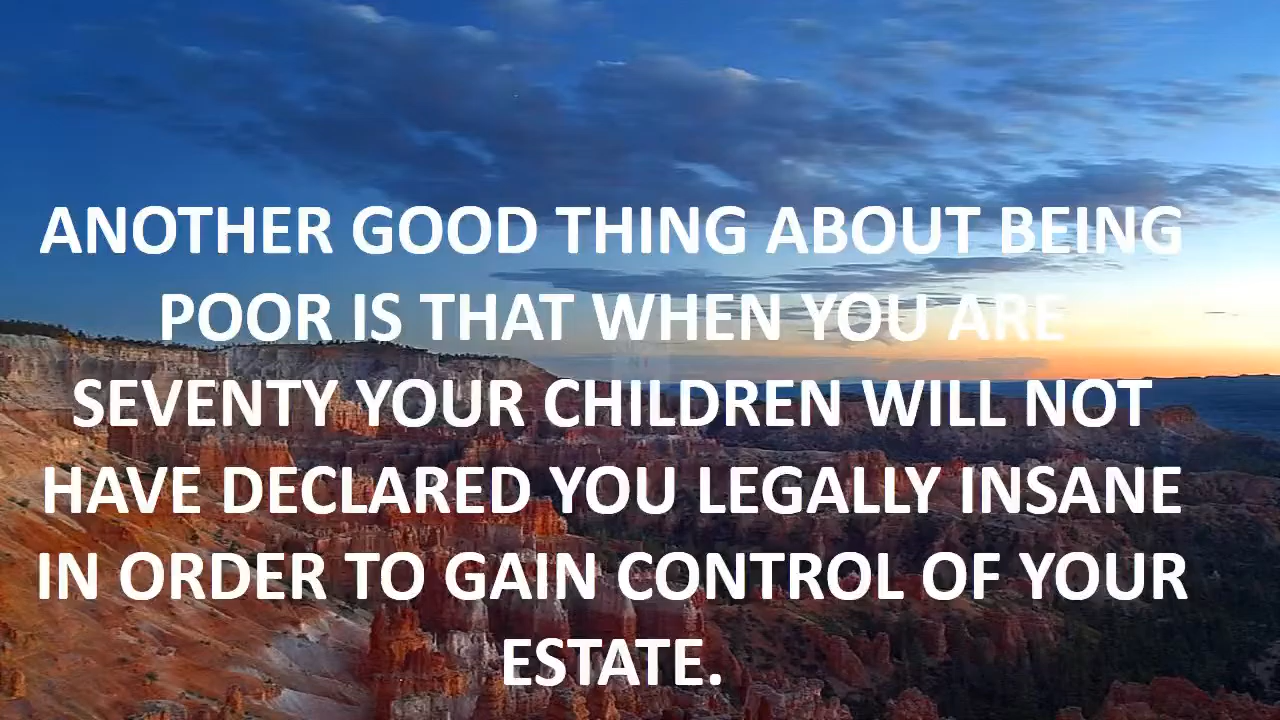 ANOTHER GOOD THING ABOUT BEING
POOR IS THAT WHEN YOU ARE
SEVENTY YOUR CHILDREN WILL NOT
HAVE DECLARED YOU LEGALLY INSANE
IN ORDER TO GAIN CONTROL OF YOUR
ESTATE.